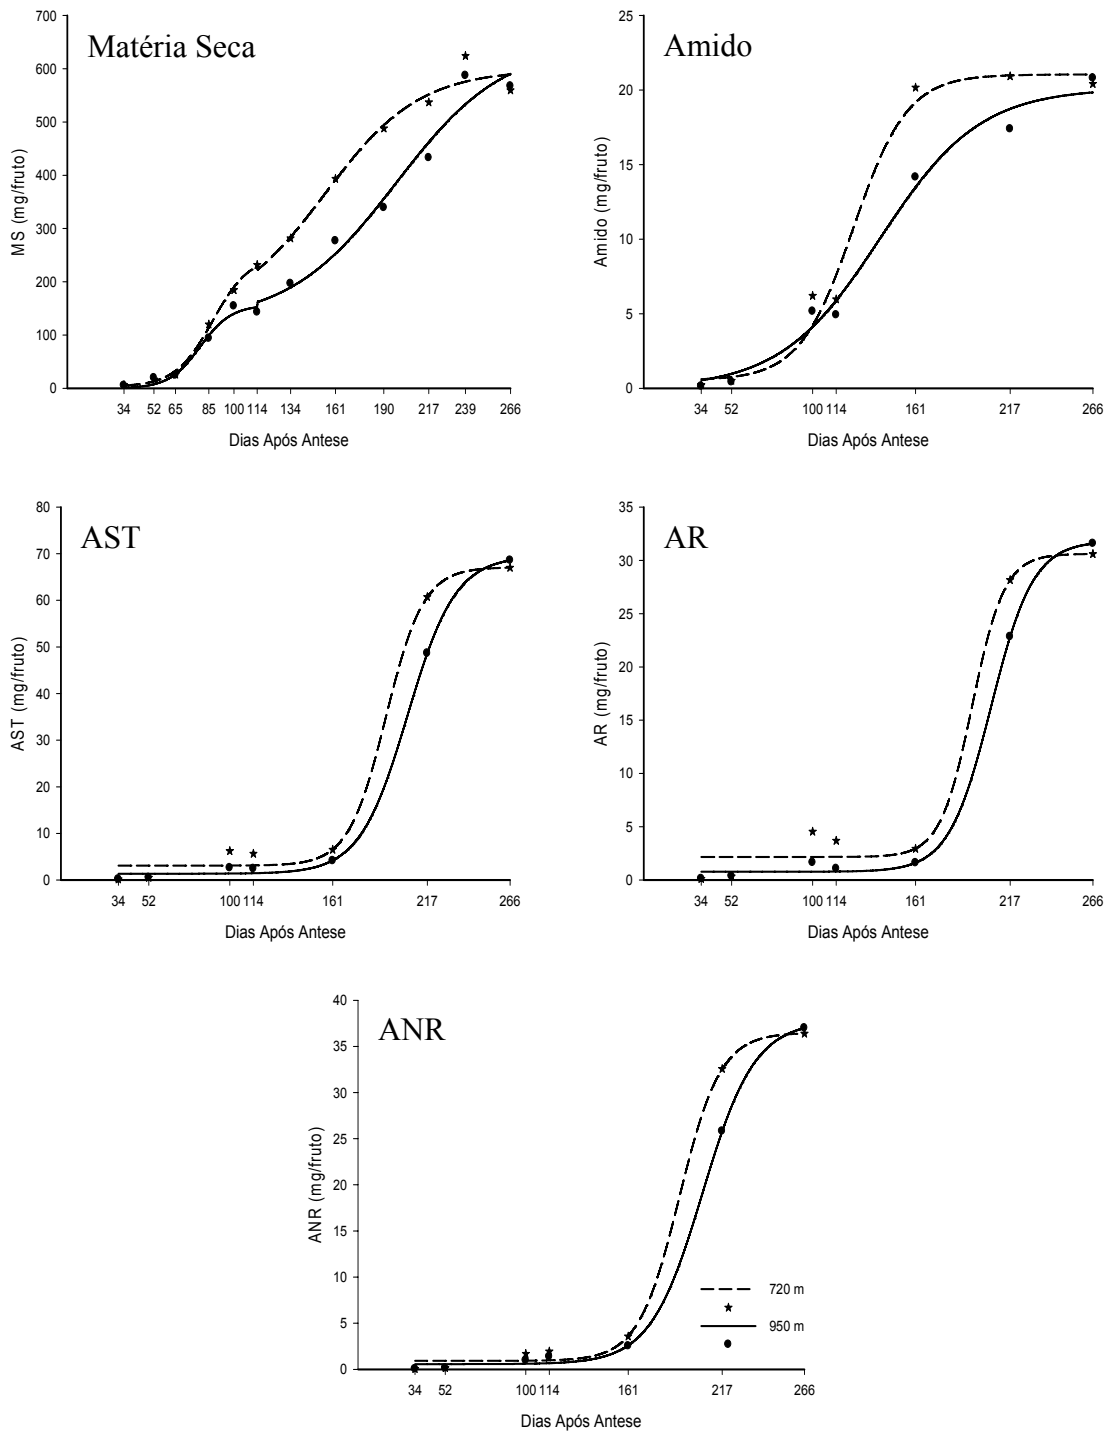 Matéria Seca
MS (mg/fruto)
700
600
500
400
300
200
100
0
34 52 65 85 100 114 134 161 190 217 239 266
Dias Após Antese
Amido
Amido (mg/fruto)
25
20
15
10
5
0
34 52 100 114 161 217 266
Dias Após Antese
AST
AST (mg/fruto)
80
70
60
50
40
30
20
10
0
34 52 100 114 161 217 266
Dias Após Antese
AR
AR (mg/fruto)
35
30
25
20
15
10
5
0
34 52 100 114 161 217 266
Dias Após Antese
ANR
ANR (mg/fruto)
40
35
30
25
20
15
10
5
0
720 m
950 m
34 52 100 114 161 217 266
Dias Após Antese